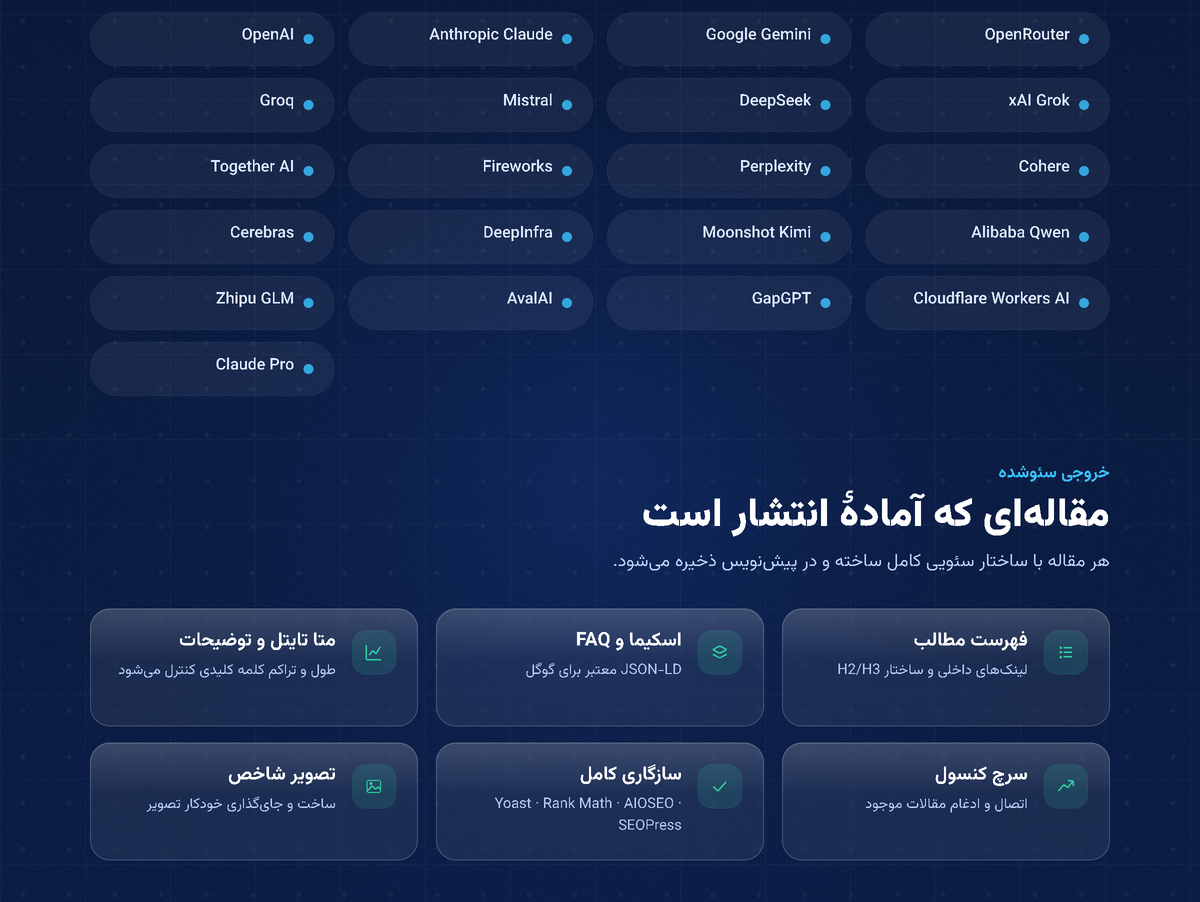 OpenAI
Anthropic Claude
Google Gemini
OpenRouter
Groq
Mistral
DeepSeek
xAI Grok
Together AI
Fireworks
Perplexity
Cohere
Cerebras
DeepInfra
Moonshot Kimi
Alibaba Qwen
Zhipu GLM
AvalAI
GapGPT
Cloudflare Workers AI
Claude Pro
خروجی سئوشده
مقاله‌ای که آمادهٔ انتشار است
هر مقاله با ساختار سئویی کامل ساخته و در پیش‌نویس ذخیره می‌شود.
فهرست مطالب
لینک‌های داخلی و ساختار H2/H3
اسکیما و FAQ
JSON-LD معتبر برای گوگل
متا تایتل و توضیحات
طول و تراکم کلمه کلیدی کنترل می‌شود
سرچ کنسول
اتصال و ادغام مقالات موجود
سازگاری کامل
Yoast · Rank Math · AIOSEO ·
SEOPress
تصویر شاخص
ساخت و جای‌گذاری خودکار تصویر